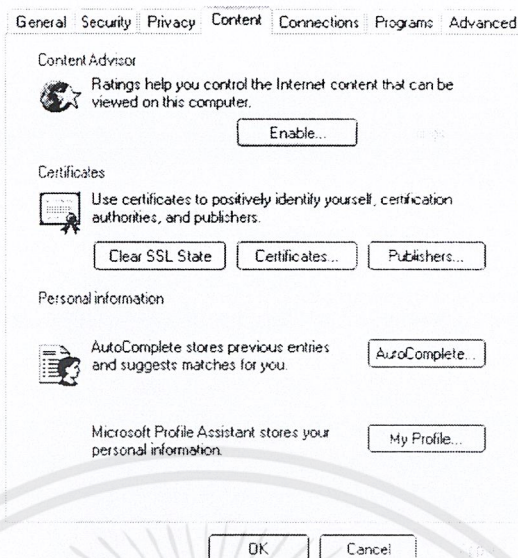 General Security Privacy Content Connections Programs Advanced
Content Advisor
Ratings help you control the Internet content that can be
viewed on this computer.
Enable...
Certificates
Use certificates to positively identify yourself, certification
authorities, and publishers.
Clear SSL State Certificates... Publishers...
Personal information
AutoComplete stores previous entries
and suggests matches for you.
AutoComplete...
Microsoft Profile Assistant stores your
personal information.
My Profile...
OK Cancel